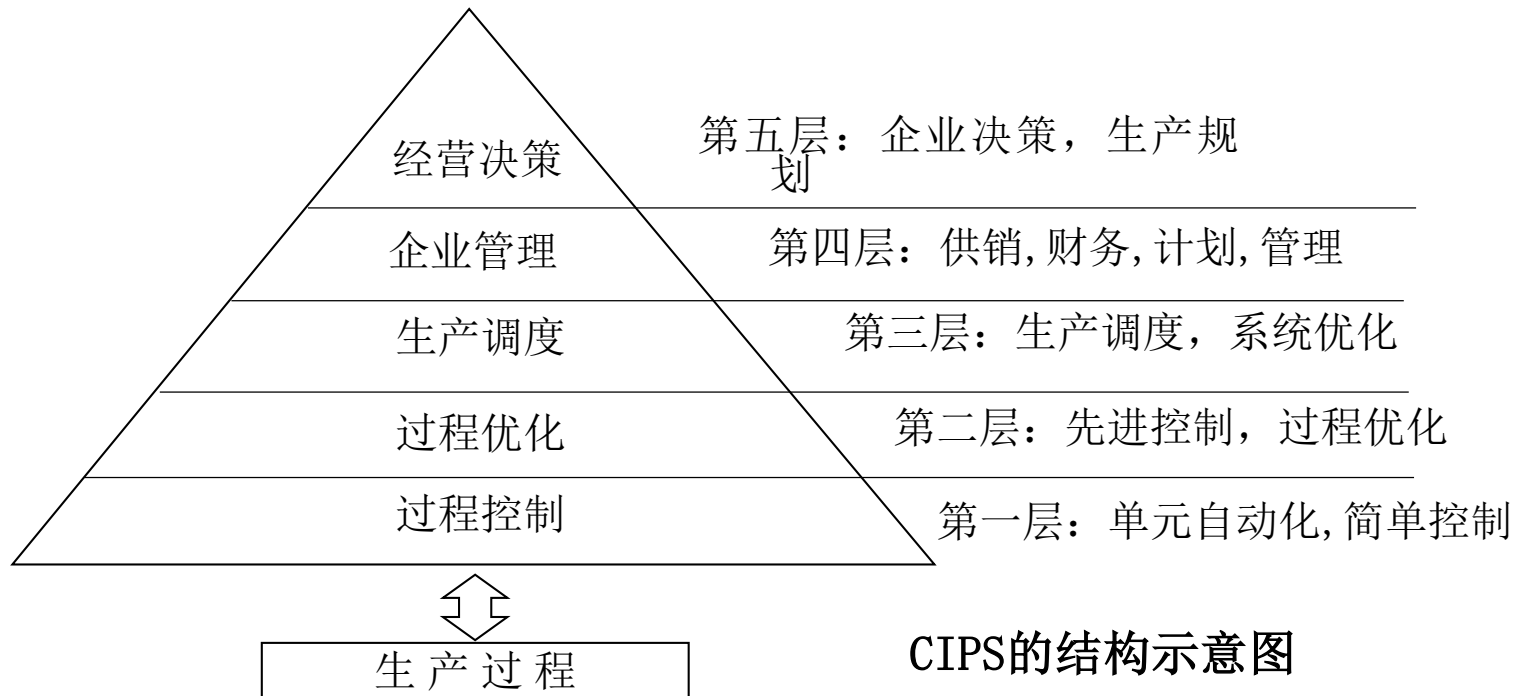 经营决策
第五层：企业决策，生产规
划
企业管理
第四层：供销,财务,计划,管理
生产调度
第三层：生产调度，系统优化
过程优化
第二层：先进控制，过程优化
过程控制
第一层：单元自动化,简单控制
生产过程
CIPS的结构示意图